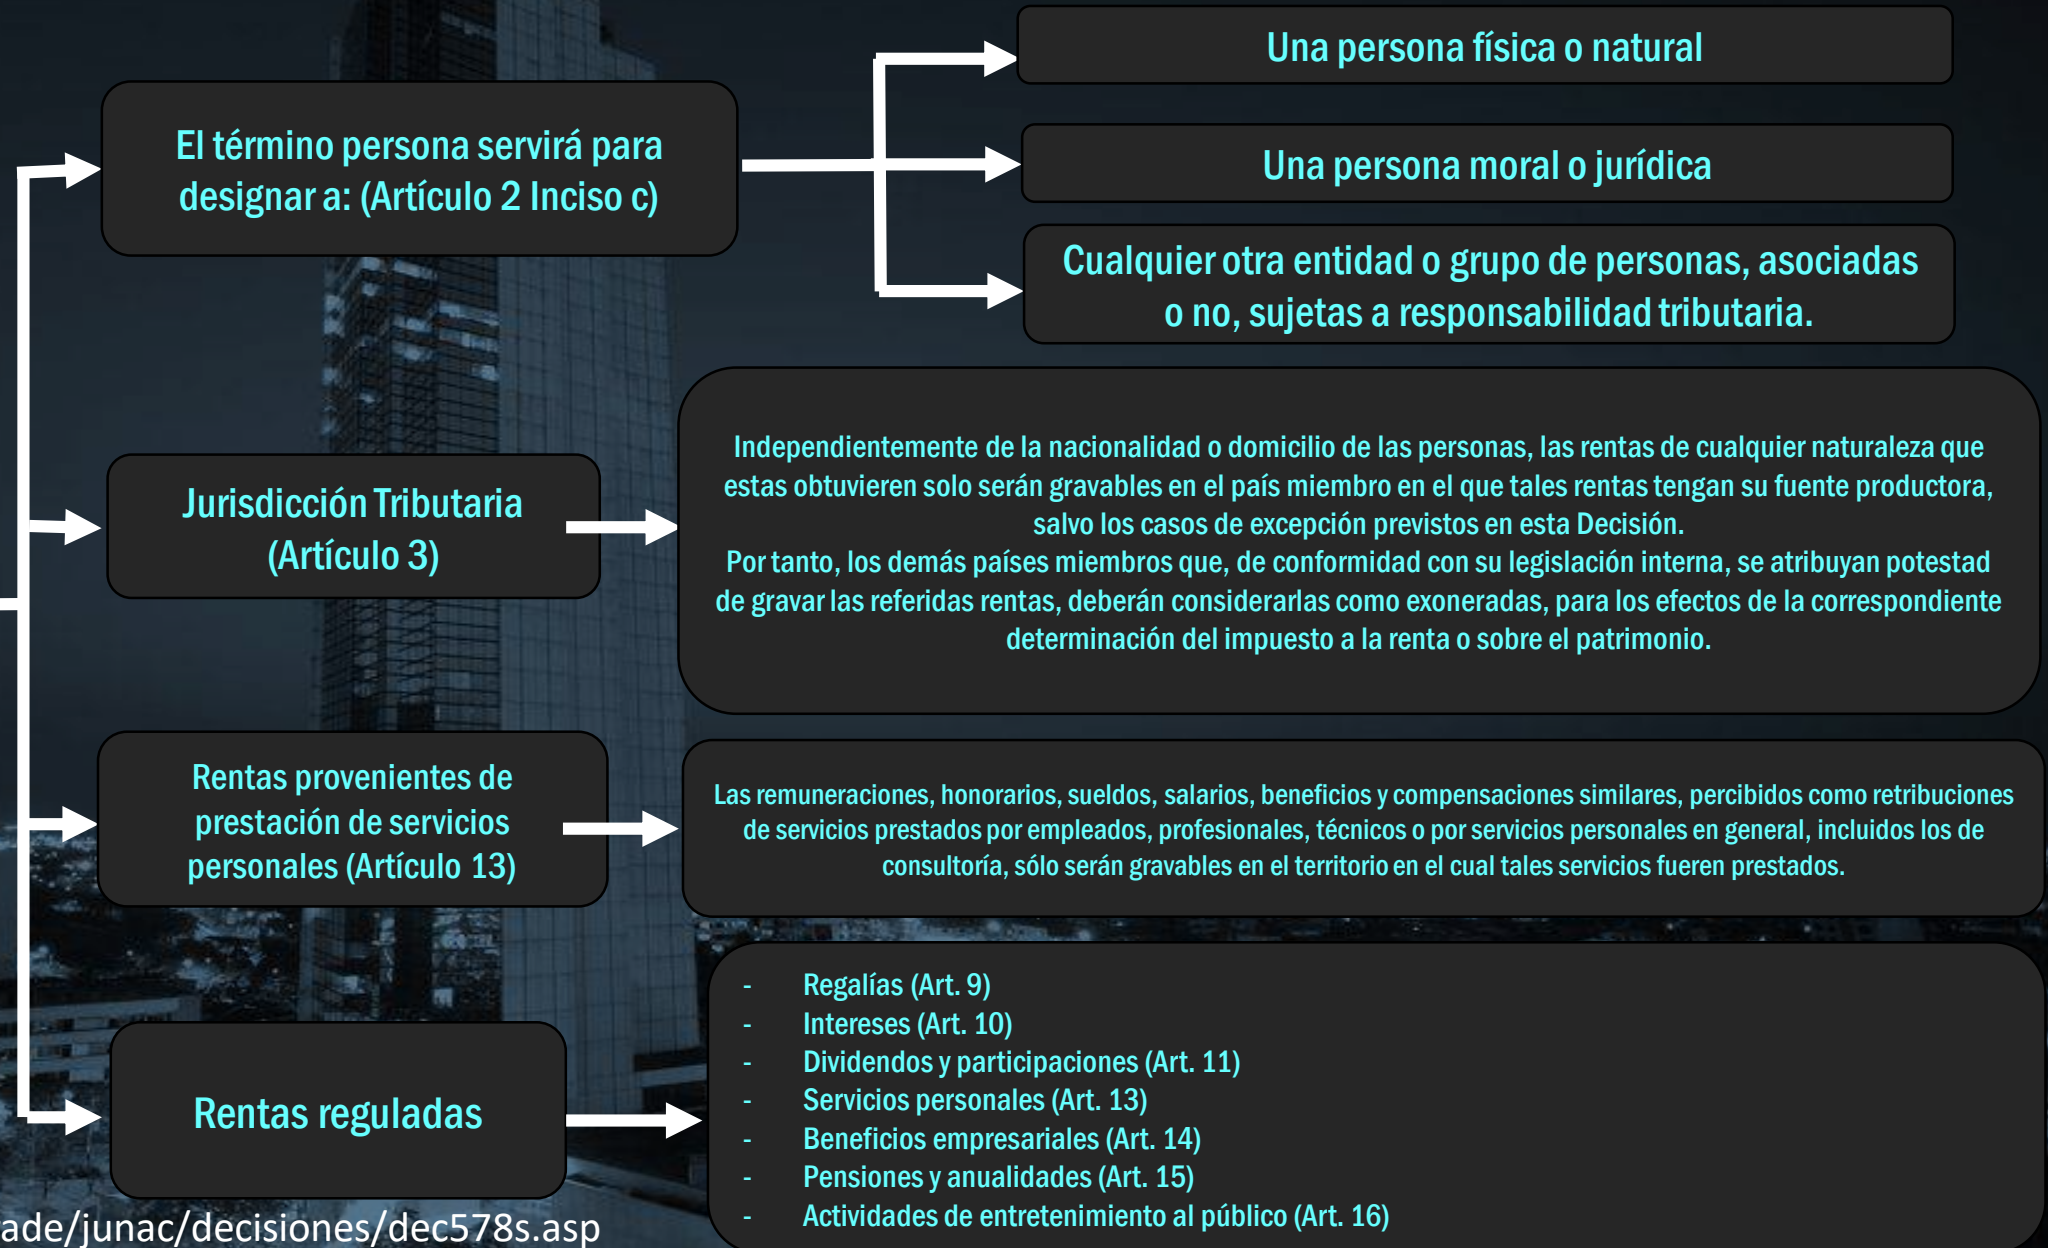 El término persona servirá para
designar a: (Artículo 2 Inciso c)
Una persona física o natural
Una persona moral o jurídica
Cualquier otra entidad o grupo de personas, asociadas
o no, sujetas a responsabilidad tributaria.
Jurisdicción Tributaria
(Artículo 3)
Independientemente de la nacionalidad o domicilio de las personas, las rentas de cualquier naturaleza que
estas obtuvieren solo serán gravables en el país miembro en el que tales rentas tengan su fuente productora,
salvo los casos de excepción previstos en esta Decisión.
Por tanto, los demás países miembros que, de conformidad con su legislación interna, se atribuyan potestad
de gravar las referidas rentas, deberán considerarlas como exoneradas, para los efectos de la correspondiente
determinación del impuesto a la renta o sobre el patrimonio.
Rentas provenientes de
prestación de servicios
personales (Artículo 13)
Las remuneraciones, honorarios, sueldos, salarios, beneficios y compensaciones similares, percibidos como retribuciones
de servicios prestados por empleados, profesionales, técnicos o por servicios personales en general, incluidos los de
consultoría, sólo serán gravables en el territorio en el cual tales servicios fueren prestados.
Rentas reguladas
- Regalías (Art. 9)
- Intereses (Art. 10)
- Dividendos y participaciones (Art. 11)
- Servicios personales (Art. 13)
- Beneficios empresariales (Art. 14)
- Pensiones y anualidades (Art. 15)
- Actividades de entretenimiento al público (Art. 16)
ade/junac/decisiones/dec578s.asp